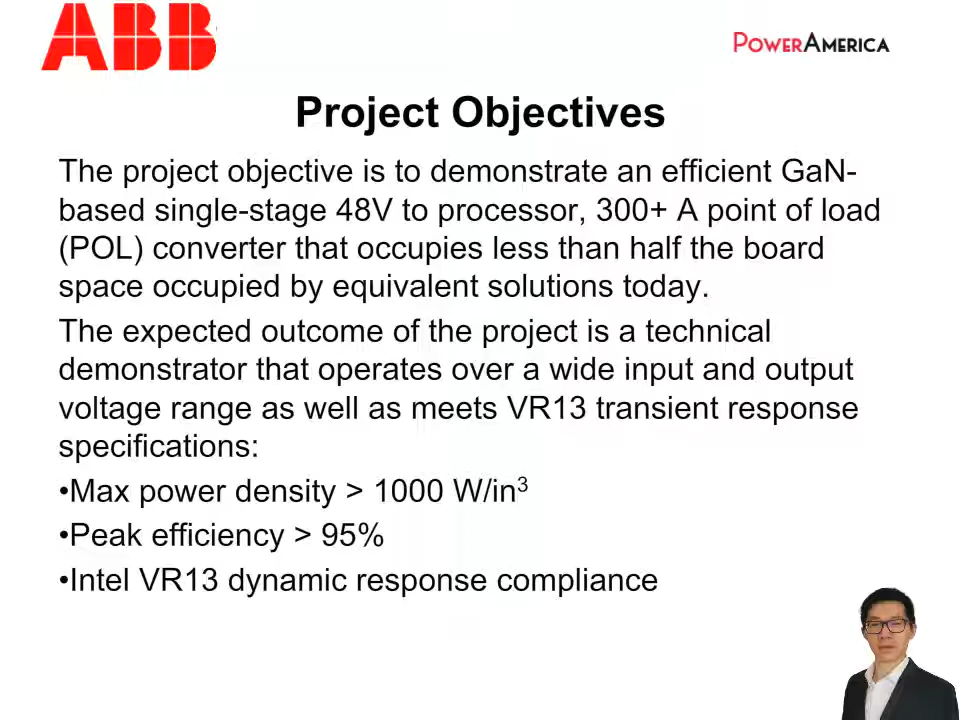 ABB
POWERAMERICA
Project Objectives
The project objective is to demonstrate an efficient GaN-
based single-stage 48V to processor, 300+ A point of load
(POL) converter that occupies less than half the board
space occupied by equivalent solutions today.
The expected outcome of the project is a technical
demonstrator that operates over a wide input and output
voltage range as well as meets VR13 transient response
specifications:
•Max power density > 1000 W/in³
•Peak efficiency > 95%
•Intel VR13 dynamic response compliance